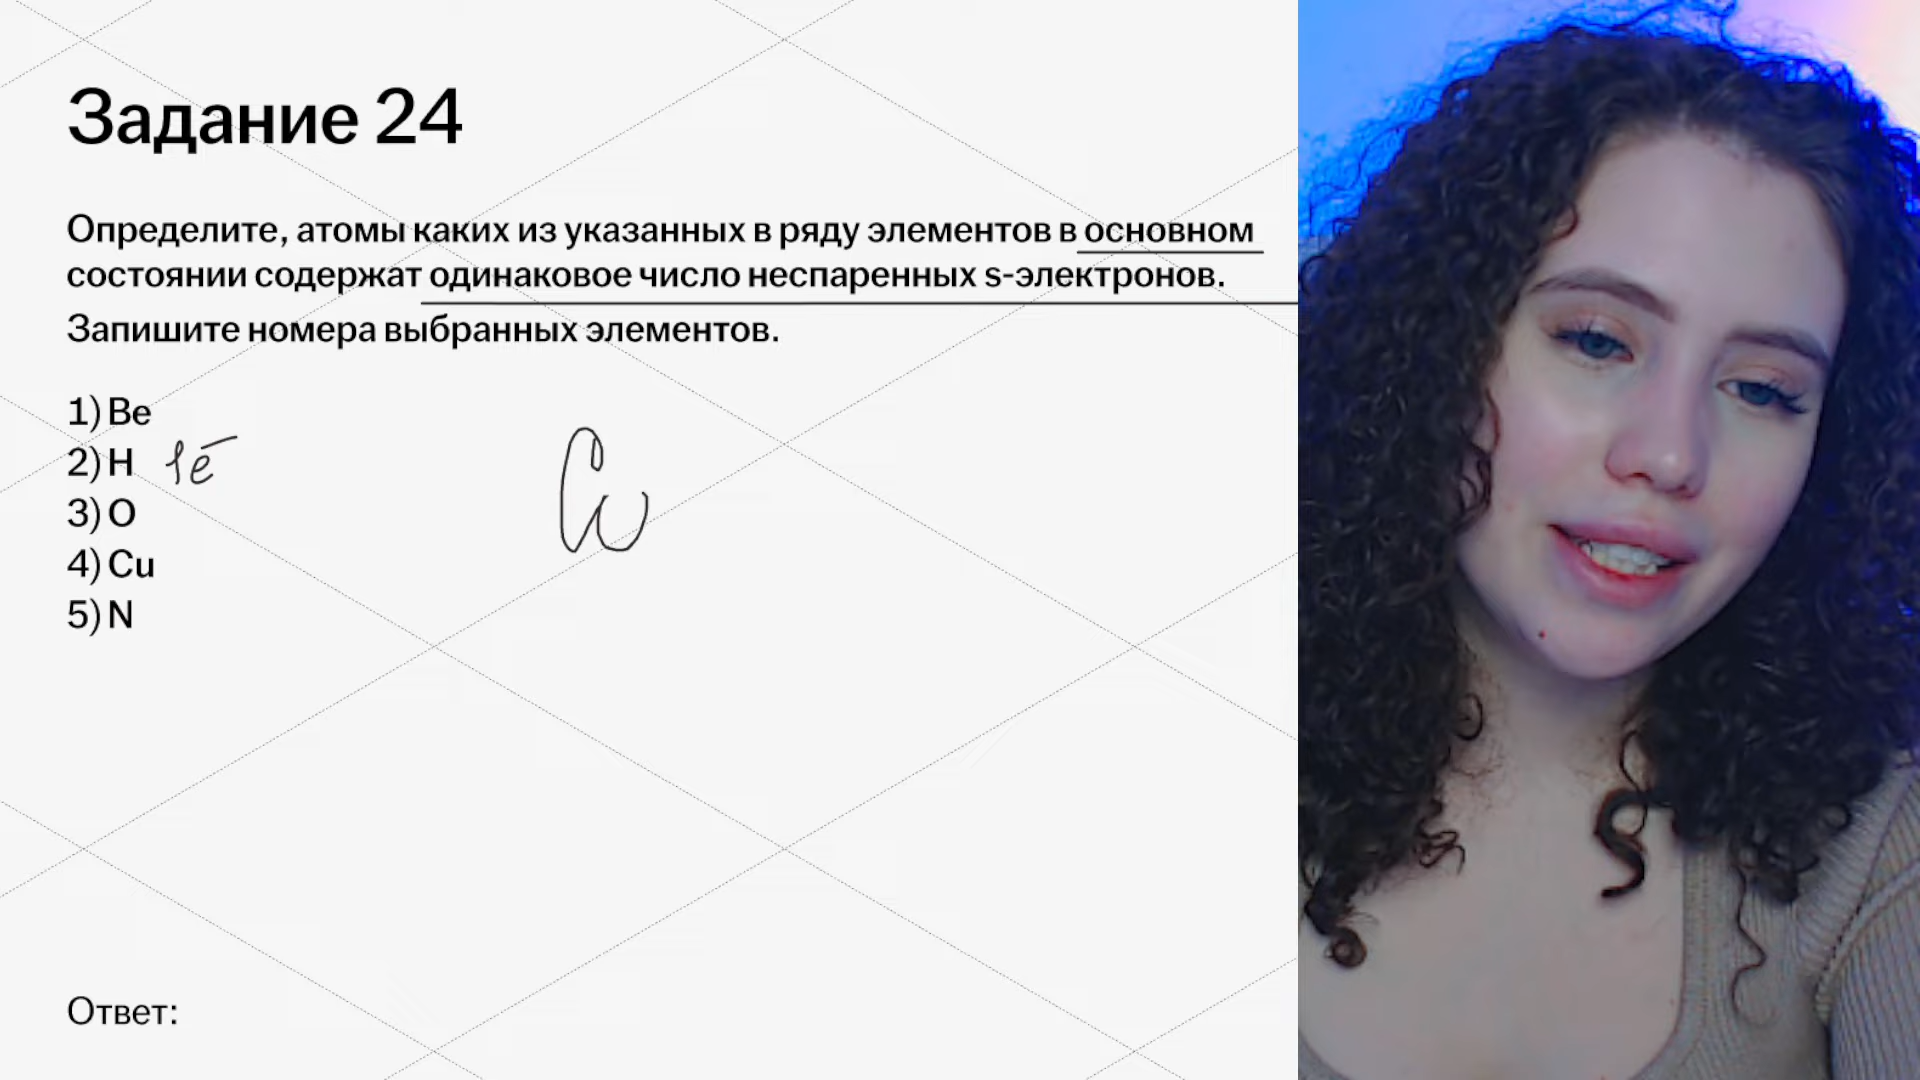 Задание 24
Определите, атомы каких из указанных в ряду элементов в основном
состоянии содержат одинаковое число неспаренных s-электронов.
Запишите номера выбранных элементов.
1) Be
2) H 1e̅
3) O
4) Cu
5) N
Cu
Ответ: